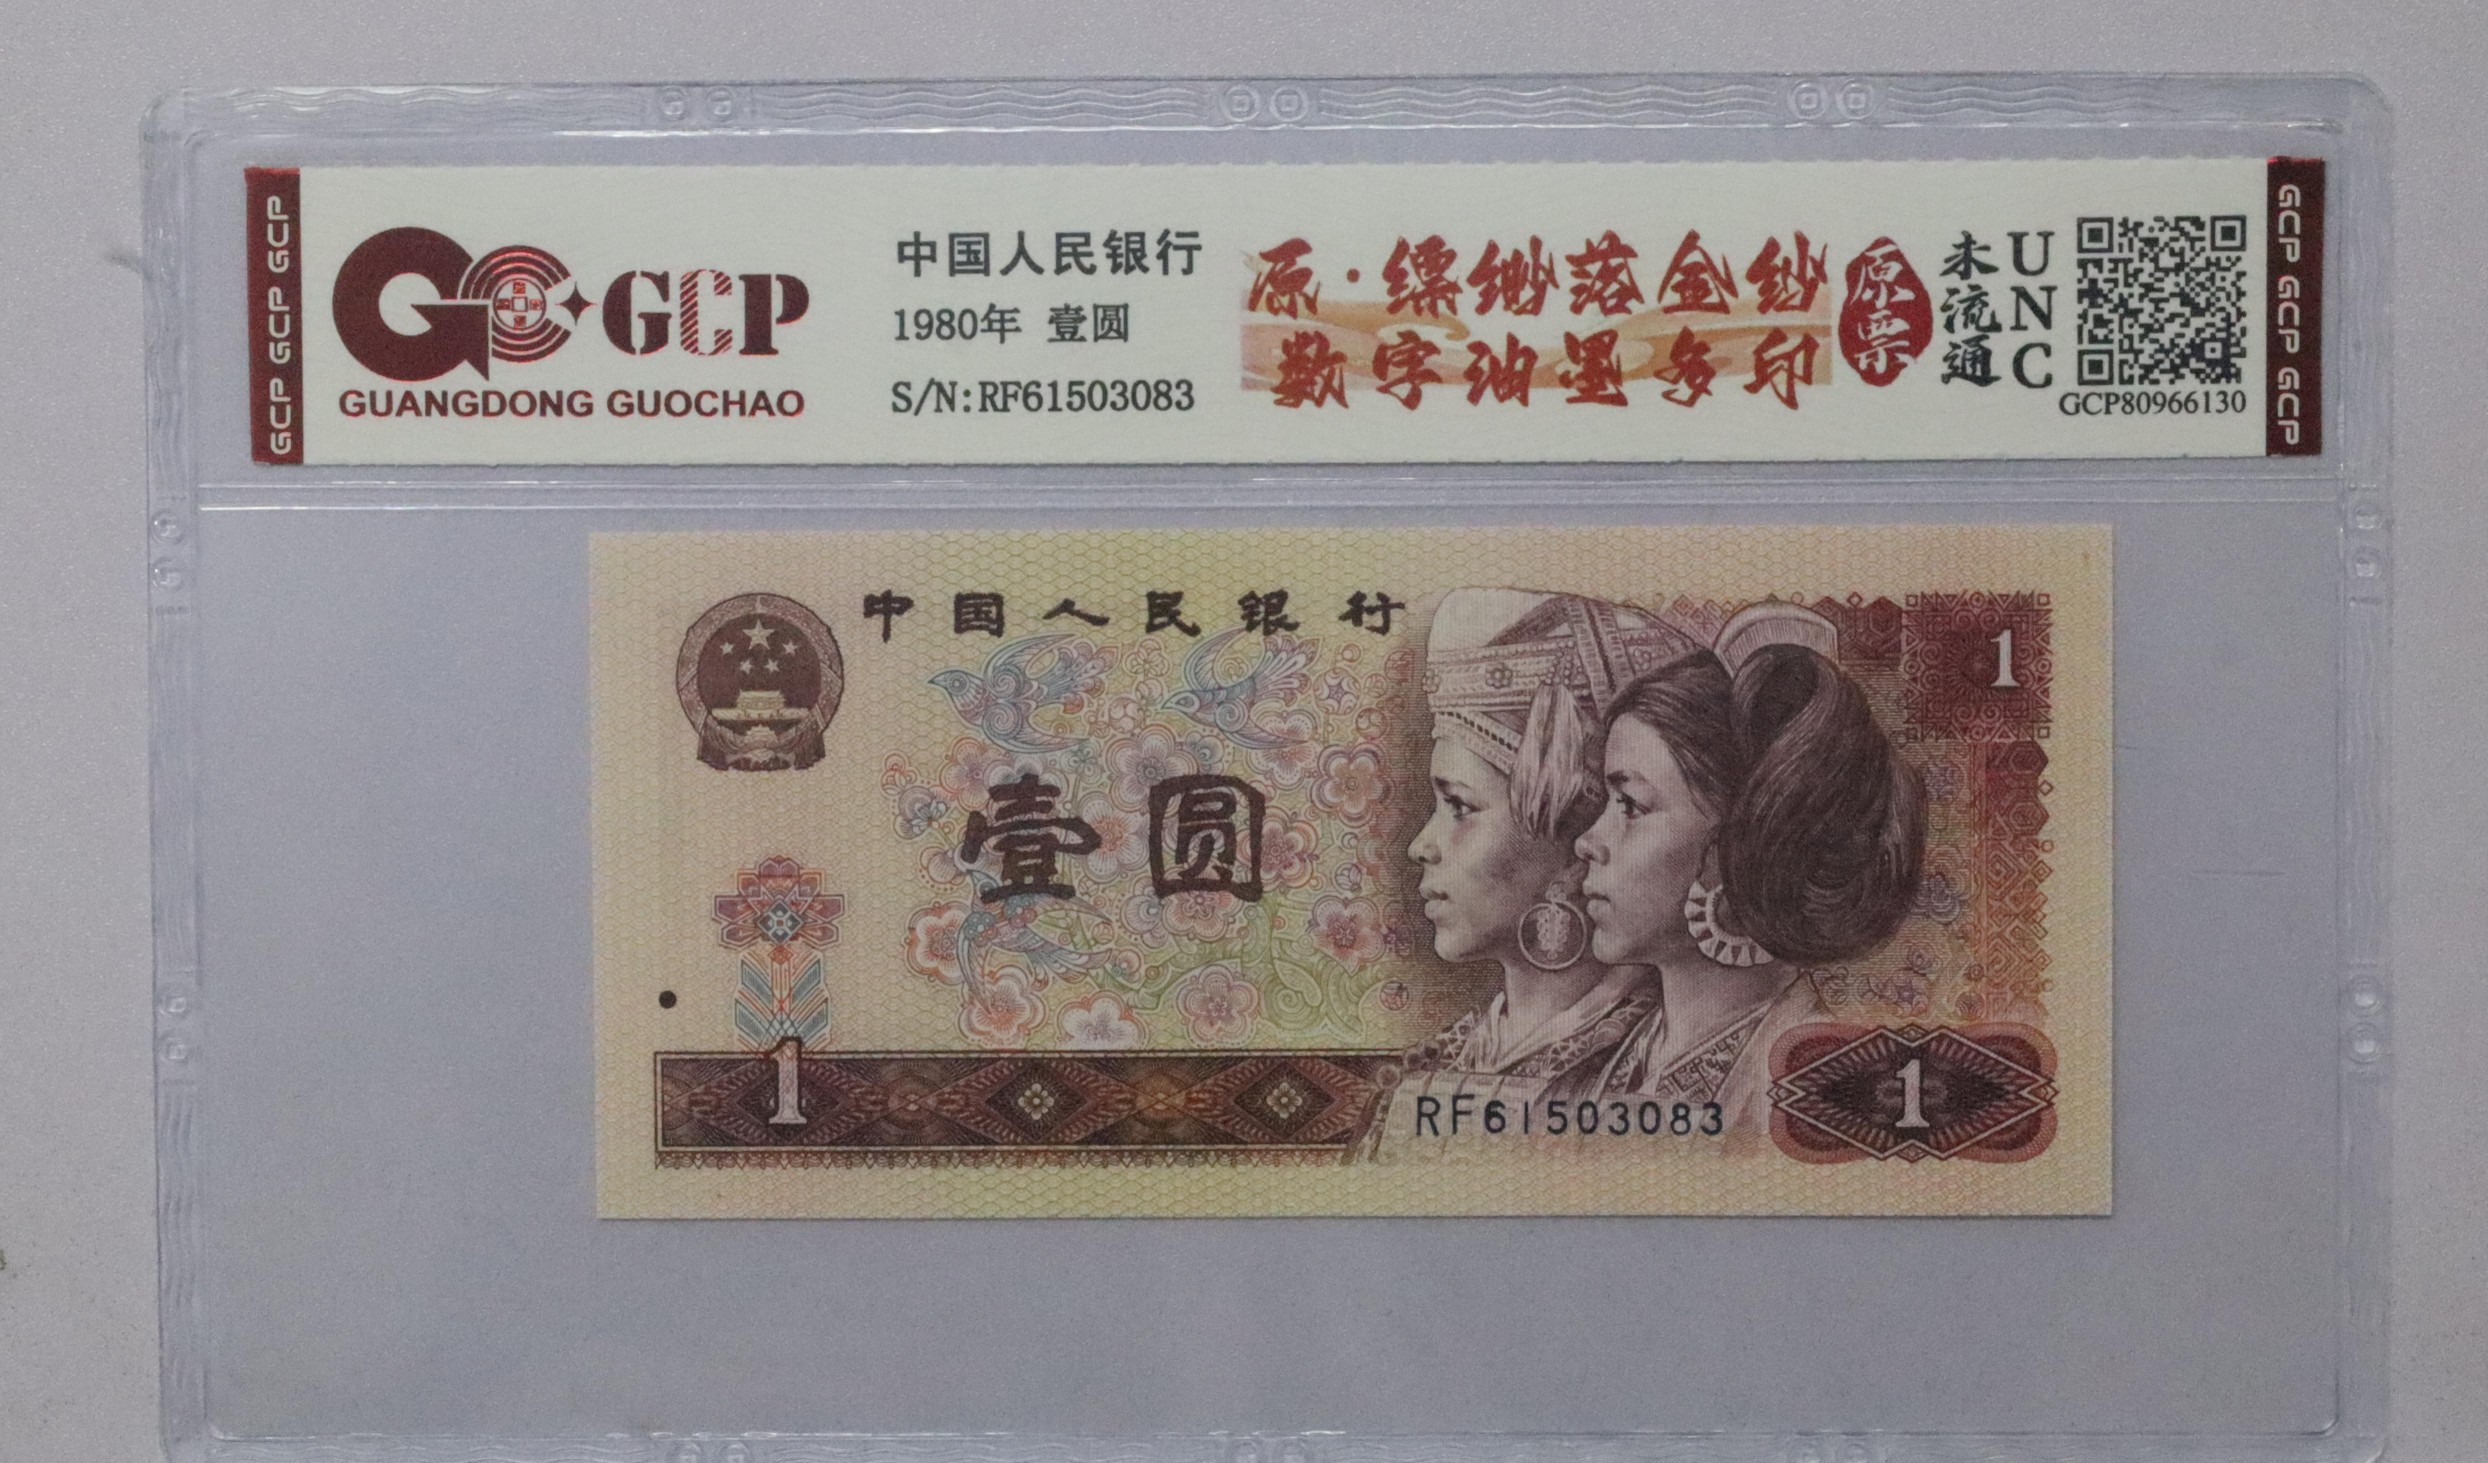 GCP GCP GCP
GCP
GUANGDONG GUOCHAO
中国人民银行
1980年 壹圆
S/N:RF61503083
原·缥缈落金纱
数字油墨多印
原票
未流通
UNC
GCP80966130
GCP GCP GCP
中国人民银行
1
壹圆
1
RF61503083
1